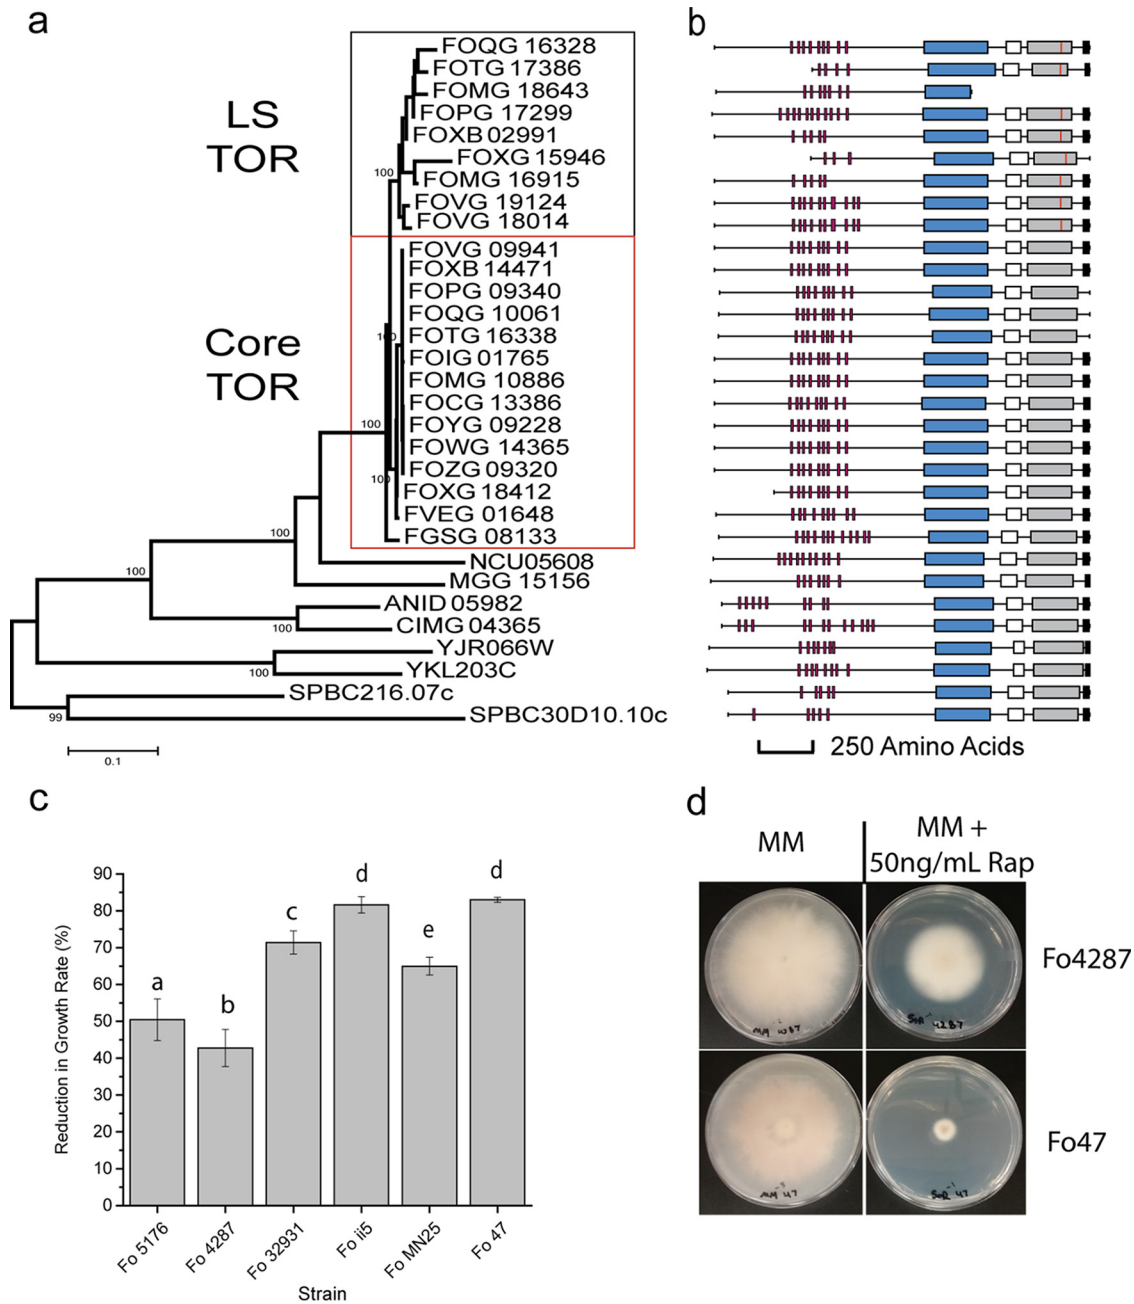 a
LS
TOR
Core
TOR
FOQG 16328
FOTG 17386
FOMG 18643
FOPG 17299
FOXB 02991
FOXG 15946
FOMG 16915
FOVG 19124
FOVG 18014
FOVG 09941
FOXB 14471
FOPG 09340
FOQG 10061
FOTG 16338
FOIG 01765
FOMG 10886
FOCG 13386
FOYG 09228
FOWG 14365
FOZG 09320
FOXG 18412
FVEG 01648
FGSG 08133
NCU05608
MGG 15156
ANID 05982
CIMG 04365
YJR066W
YKL203C
SPBC216.07c
SPBC30D10.10c
100
100
100
100
100
100
100
100
99
0.1
b
250 Amino Acids
c
Reduction in Growth Rate (%)
90
80
70
60
50
40
30
20
10
0
a
b
c
d
e
d
Fo 5176
Fo 4287
Fo 32931
Fo ii5
Fo MN25
Fo 47
Strain
d
MM
MM +
50ng/mL Rap
Fo4287
Fo47